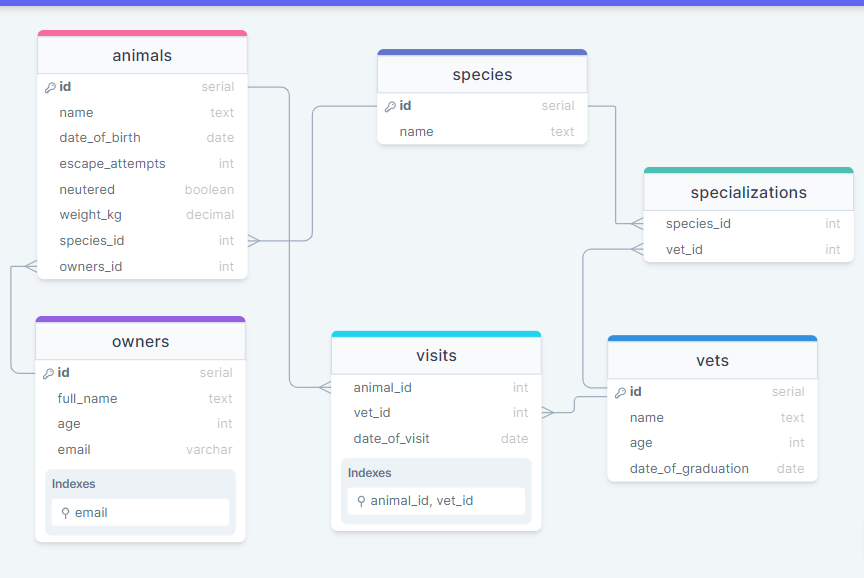 animals
id serial
name text
date_of_birth date
escape_attempts int
neutered boolean
weight_kg decimal
species_id int
owners_id int
species
id serial
name text
specializations
species_id int
vet_id int
owners
id serial
full_name text
age int
email varchar
Indexes
email
visits
animal_id int
vet_id int
date_of_visit date
Indexes
animal_id, vet_id
vets
id serial
name text
age int
date_of_graduation date